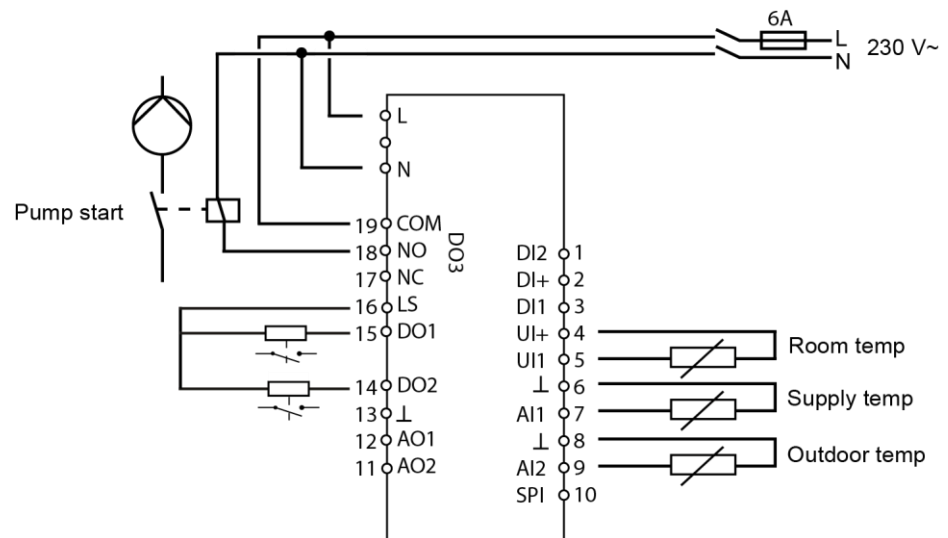 6A
L
N
230 V~
L
N
Pump start
19 COM
18 NO
17 NC
16 LS
15 DO1
14 DO2
13 ⊥
12 AO1
11 AO2
DO3
DI2 1
DI+ 2
DI1 3
UI+ 4
UI1 5
⊥ 6
AI1 7
⊥ 8
AI2 9
SPI 10
Room temp
Supply temp
Outdoor temp